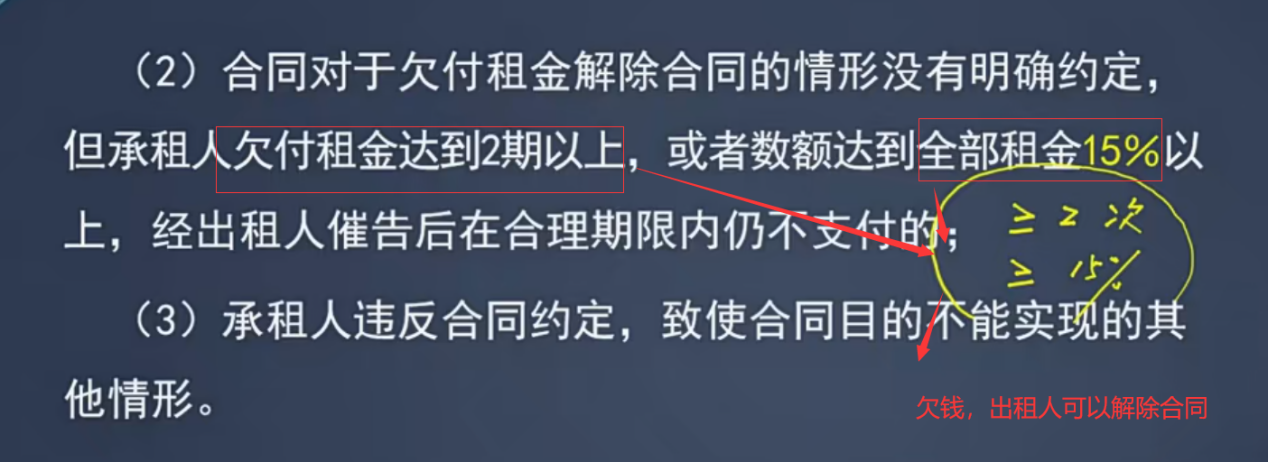 （2）合同对于欠付租金解除合同的情形没有明确约定，
但承租人欠付租金达到2期以上，或者数额达到全部租金15%以
上，经出租人催告后在合理期限内仍不支付的；
≥ 2 次
≥ 15%
（3）承租人违反合同约定，致使合同目的不能实现的其
他情形。
欠钱，出租人可以解除合同